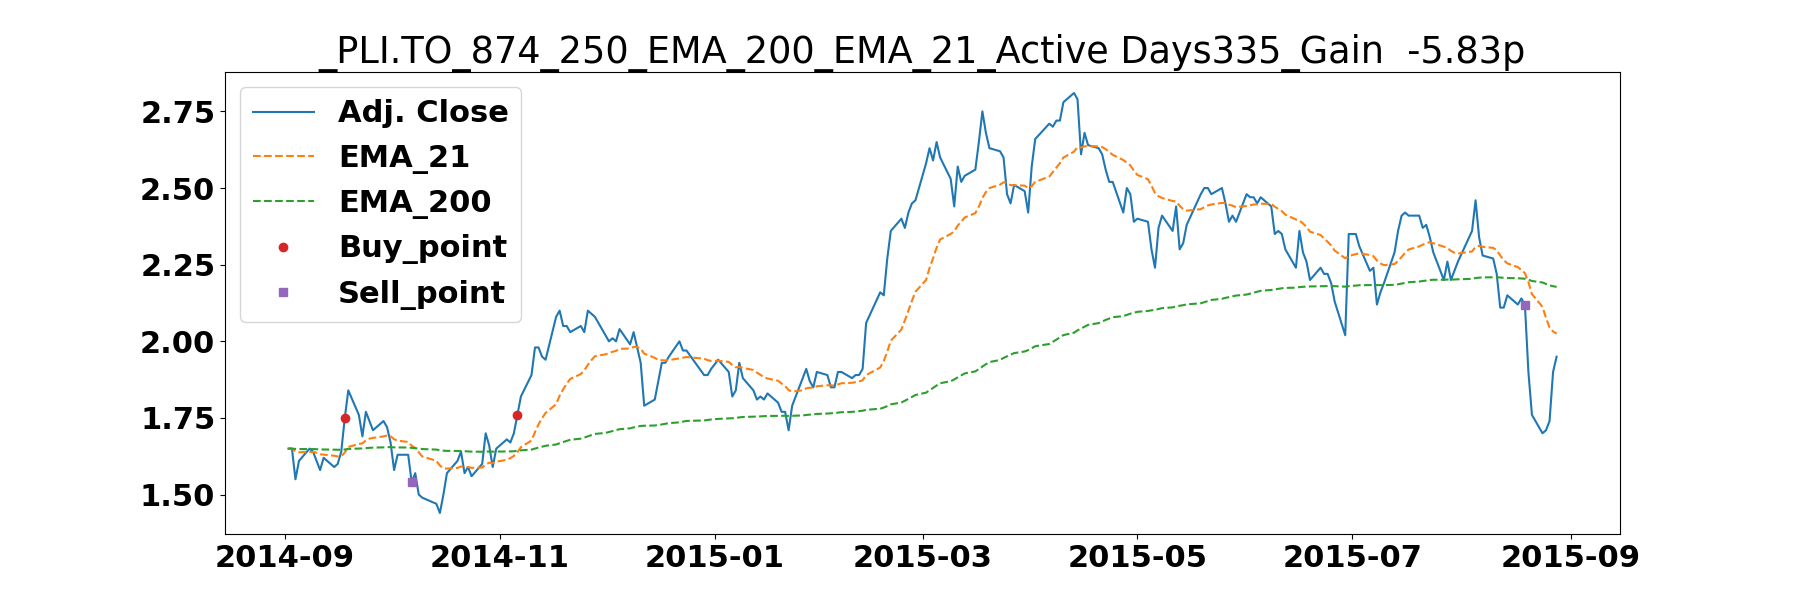 _PLI.TO_874_250_EMA_200_EMA_21_Active Days335_Gain  -5.83p
Adj. Close
EMA_21
EMA_200
Buy_point
Sell_point
2.75
2.50
2.25
2.00
1.75
1.50
2014-09 2014-11 2015-01 2015-03 2015-05 2015-07 2015-09